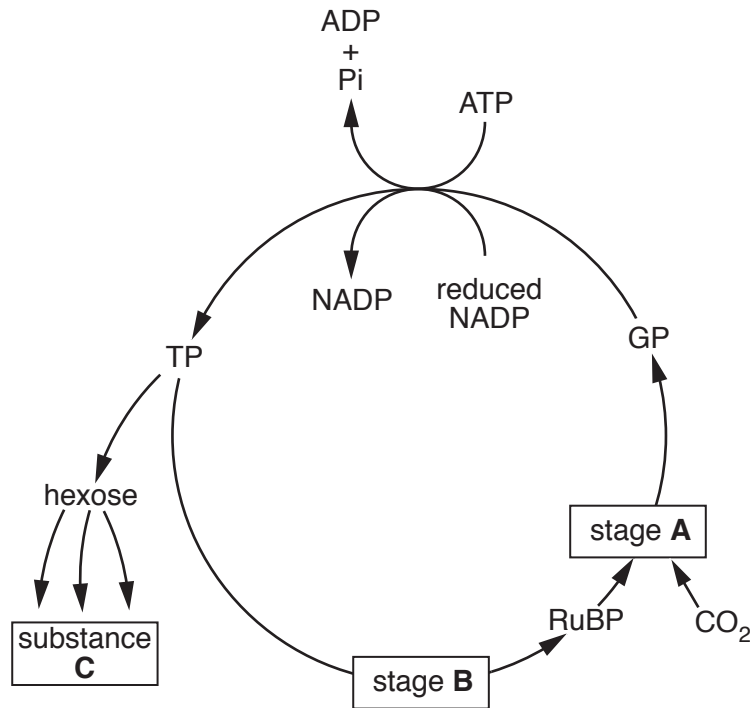 ADP
+
Pi
ATP
NADP
reduced
NADP
TP
GP
hexose
stage A
substance
C
RuBP
CO₂
stage B